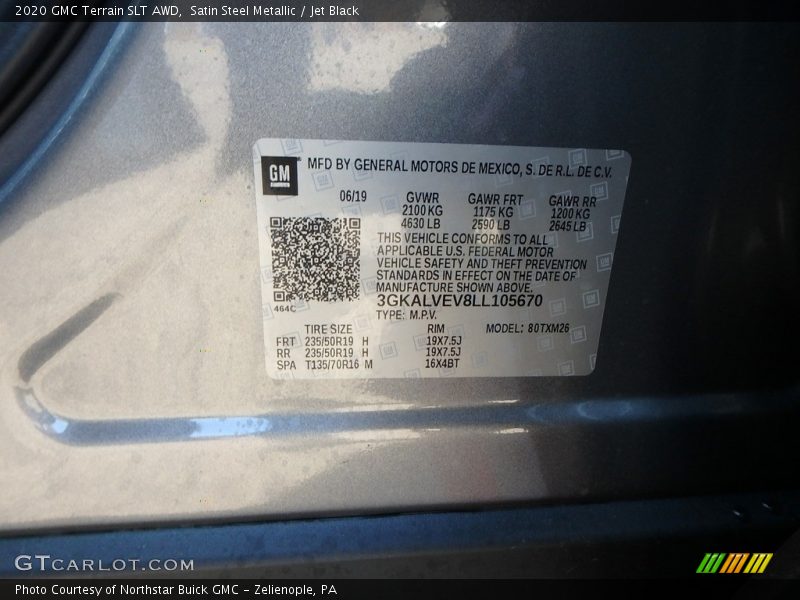 2020 GMC Terrain SLT AWD, Satin Steel Metallic / Jet Black
GM
MFD BY GENERAL MOTORS DE MEXICO, S. DE R.L. DE C.V.
06/19 GVWR GAWR FRT GAWR RR
2100 KG 1175 KG 1200 KG
4630 LB 2590 LB 2645 LB
THIS VEHICLE CONFORMS TO ALL
APPLICABLE U.S. FEDERAL MOTOR
VEHICLE SAFETY AND THEFT PREVENTION
STANDARDS IN EFFECT ON THE DATE OF
MANUFACTURE SHOWN ABOVE.
464C
3GKALVEV8LL105670
TYPE: M.P.V.
TIRE SIZE RIM MODEL: 80TXM26
FRT 235/50R19 H 19X7.5J
RR 235/50R19 H 19X7.5J
SPA T135/70R16 M 16X4BT
GTCARLOT.COM
Photo Courtesy of Northstar Buick GMC - Zelienople, PA